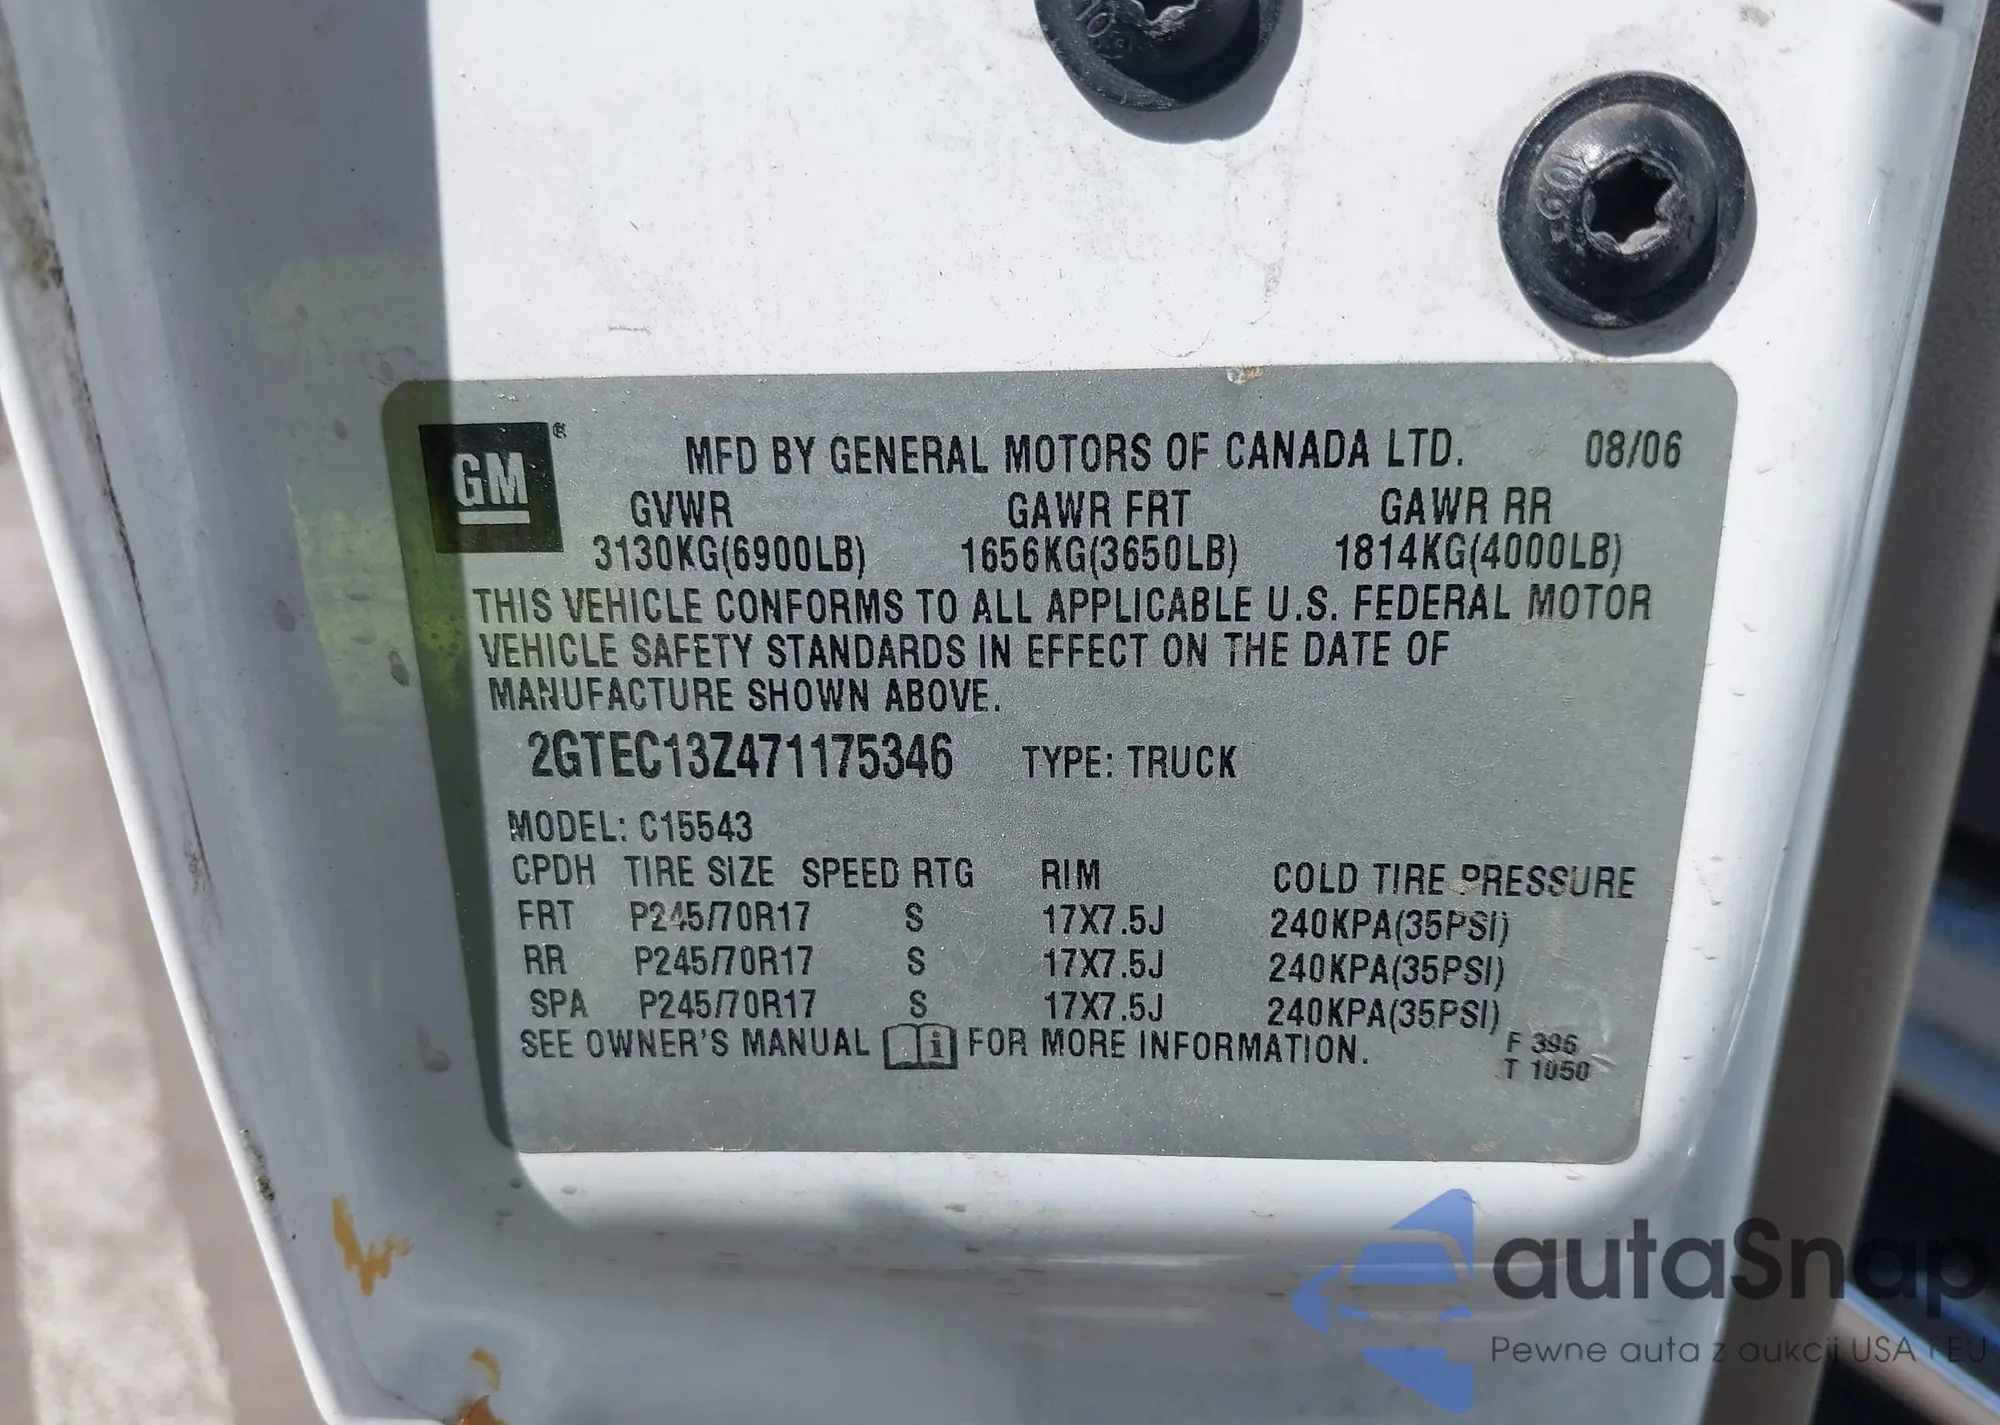 MFD BY GENERAL MOTORS OF CANADA LTD. 08/06
GM
GVWR GAWR FRT GAWR RR
3130KG(6900LB) 1656KG(3650LB) 1814KG(4000LB)
THIS VEHICLE CONFORMS TO ALL APPLICABLE U.S. FEDERAL MOTOR
VEHICLE SAFETY STANDARDS IN EFFECT ON THE DATE OF
MANUFACTURE SHOWN ABOVE.
2GTEC13Z471175346 TYPE: TRUCK
MODEL: C15543
CPDH TIRE SIZE SPEED RTG RIM COLD TIRE PRESSURE
FRT P245/70R17 S 17X7.5J 240KPA(35PSI)
RR P245/70R17 S 17X7.5J 240KPA(35PSI)
SPA P245/70R17 S 17X7.5J 240KPA(35PSI)
SEE OWNER'S MANUAL i FOR MORE INFORMATION.
F 396
T 1050
autaSnap
Pewne auta z aukcji USA i EU